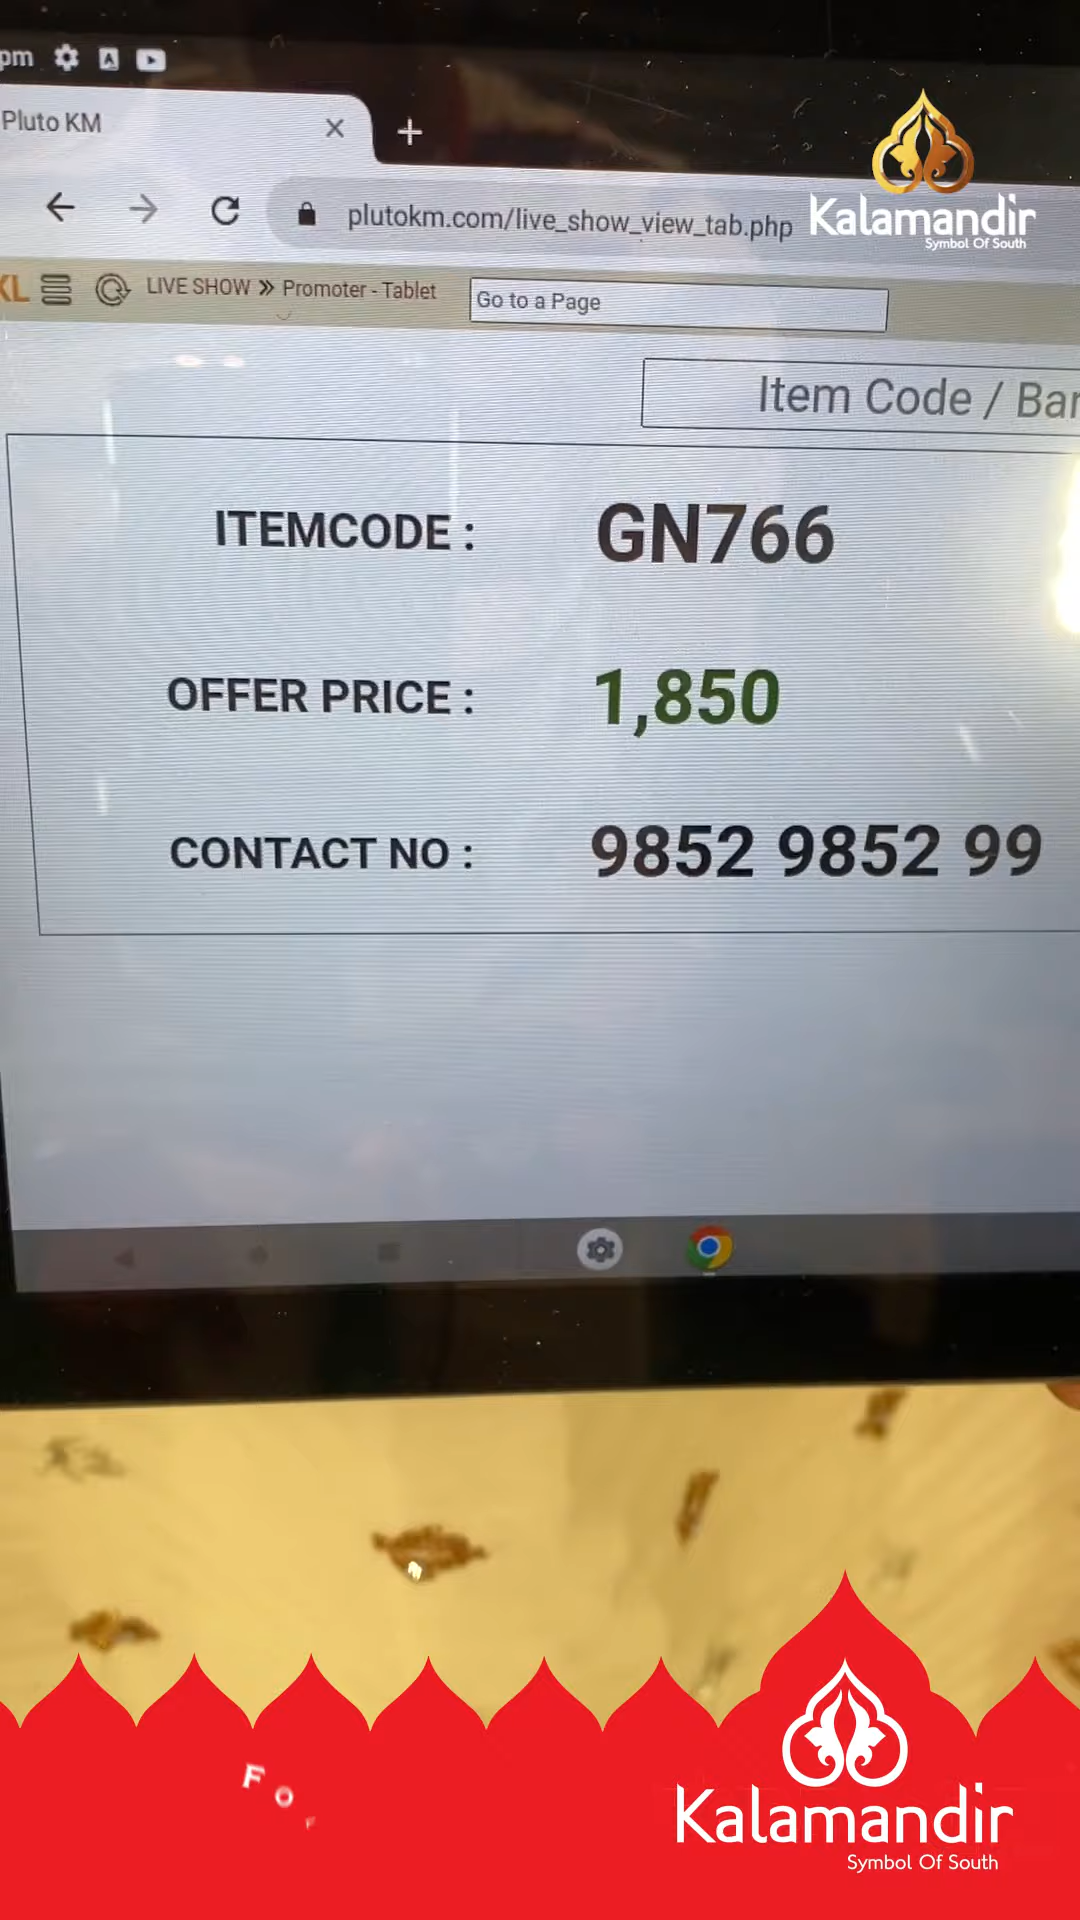 pm
Pluto KM
plutokm.com/live_show_view_tab.php
Kalamandir
Symbol Of South
KL LIVE SHOW » Promoter - Tablet
Go to a Page
Item Code / Bar
ITEMCODE : GN766
OFFER PRICE : 1,850
CONTACT NO : 9852 9852 99
F O
Kalamandir
Symbol Of South